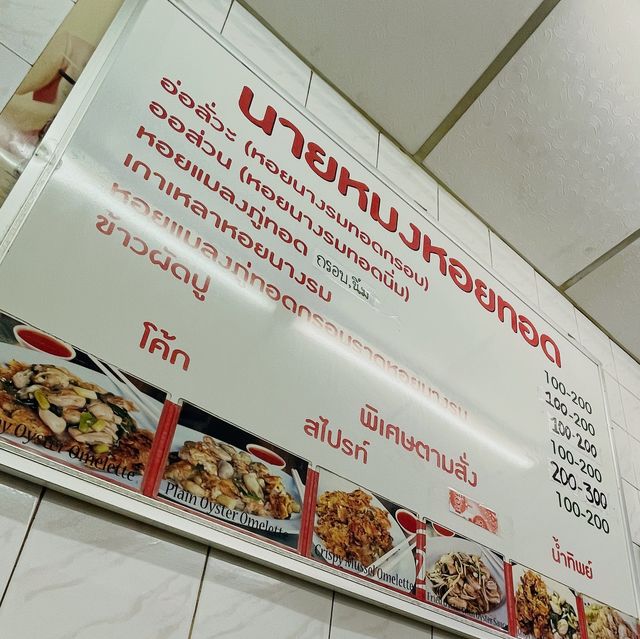 นายหมงหอยทอด
อ่อลั่วะ (หอยนางรมทอดกรอบ) 100-200
ออส่วน (หอยนางรมทอดนิ่ม) 100-200
หอยแมลงภู่ทอด กรอบ,นิ่ม 100-200
เกาเหลาหอยนางรม 100-200
หอยแมลงภู่ทอดกรอบราดหอยนางรม 200-300
ข้าวผัดปู 100-200
พิเศษตามสั่ง
โค้ก สไปรท์ น้ำทิพย์
Oyster Omelette
Plain Oyster Omelette
Crispy Mussel Omelette